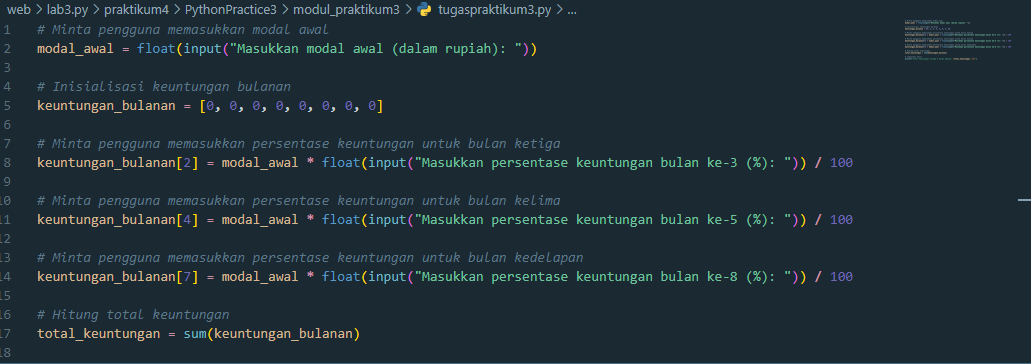 web > lab3.py > praktikum4 > PythonPractice3 > modul_praktikum3 > tugaspraktikum3.py > ...
1 # Minta pengguna memasukkan modal awal
2 modal_awal = float(input("Masukkan modal awal (dalam rupiah): "))
3
4 # Inisialisasi keuntungan bulanan
5 keuntungan_bulanan = [0, 0, 0, 0, 0, 0, 0, 0]
6
7 # Minta pengguna memasukkan persentase keuntungan untuk bulan ketiga
8 keuntungan_bulanan[2] = modal_awal * float(input("Masukkan persentase keuntungan bulan ke-3 (%): ")) / 100
9
10 # Minta pengguna memasukkan persentase keuntungan untuk bulan kelima
11 keuntungan_bulanan[4] = modal_awal * float(input("Masukkan persentase keuntungan bulan ke-5 (%): ")) / 100
12
13 # Minta pengguna memasukkan persentase keuntungan untuk bulan kedelapan
14 keuntungan_bulanan[7] = modal_awal * float(input("Masukkan persentase keuntungan bulan ke-8 (%): ")) / 100
15
16 # Hitung total keuntungan
17 total_keuntungan = sum(keuntungan_bulanan)
18